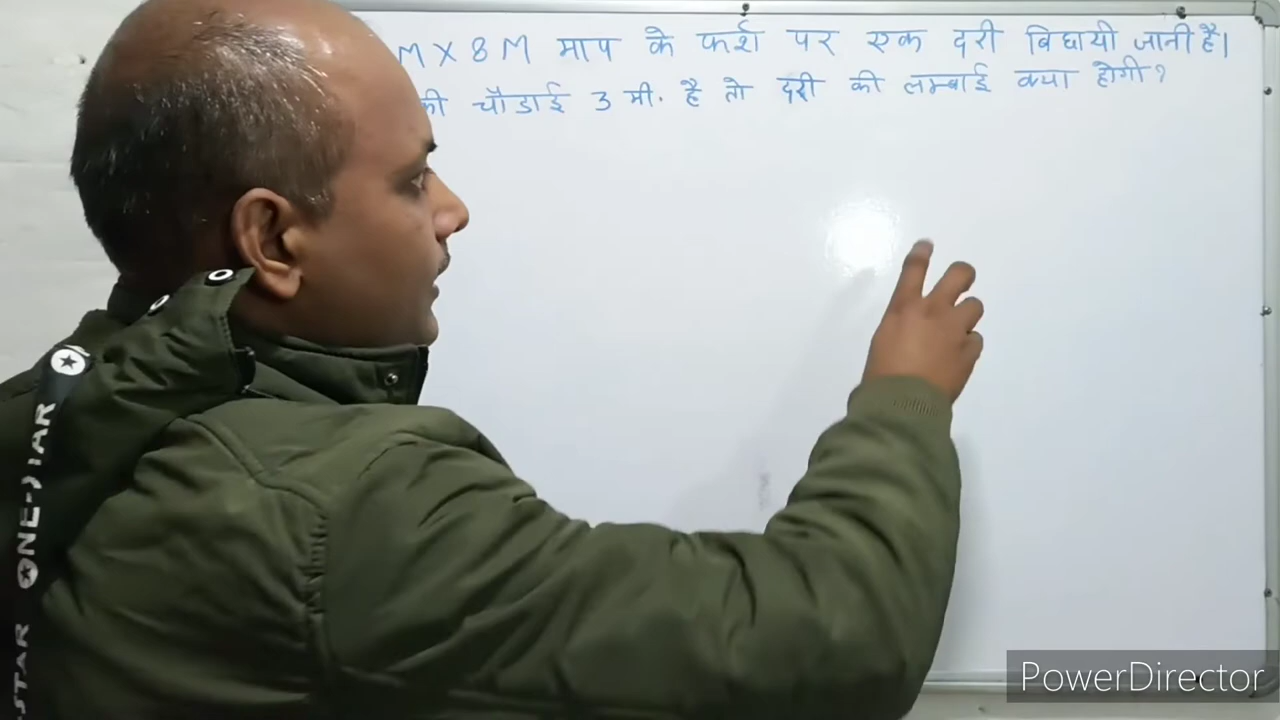 M X 8 M माप के फर्श पर एक दरी बिछायी जानी है।
की चौडाई 3 मी. है तो दरी की लम्बाई क्या होगी?
ONE-STAR
STAR
PowerDirector